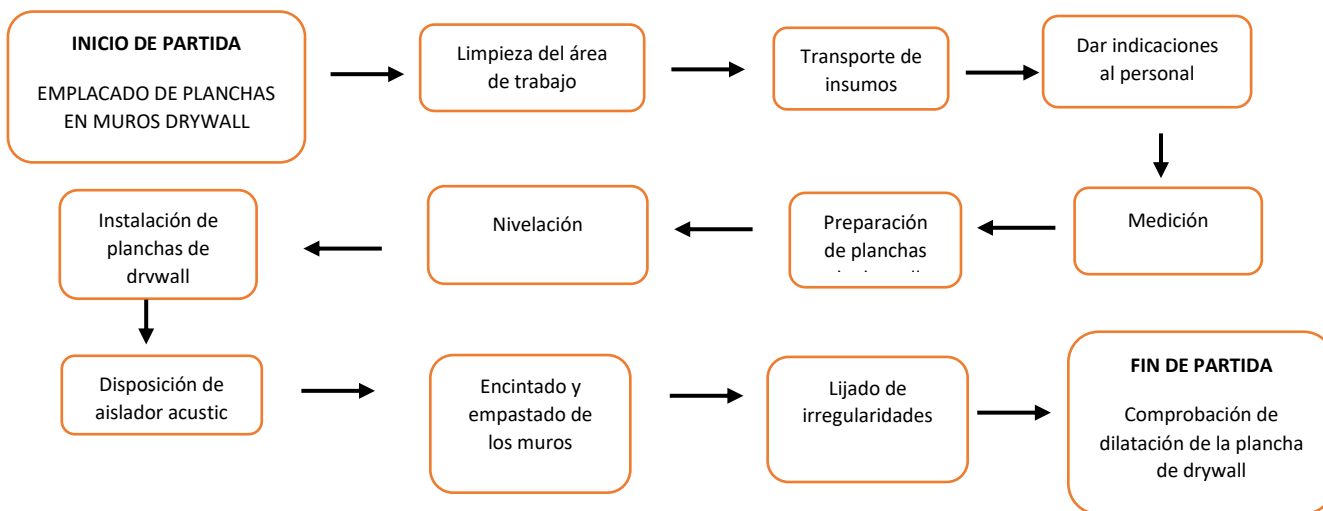 INICIO DE PARTIDA
EMPLACADO DE PLANCHAS
EN MUROS DRYWALL
Limpieza del área
de trabajo
Transporte de
insumos
Dar indicaciones
al personal
Medición
Preparación
de planchas
Nivelación
Instalación de
planchas de
drywall
Disposición de
aislador acustic
Encintado y
empastado de
los muros
Lijado de
irregularidades
FIN DE PARTIDA
Comprobación de
dilatación de la plancha
de drywall